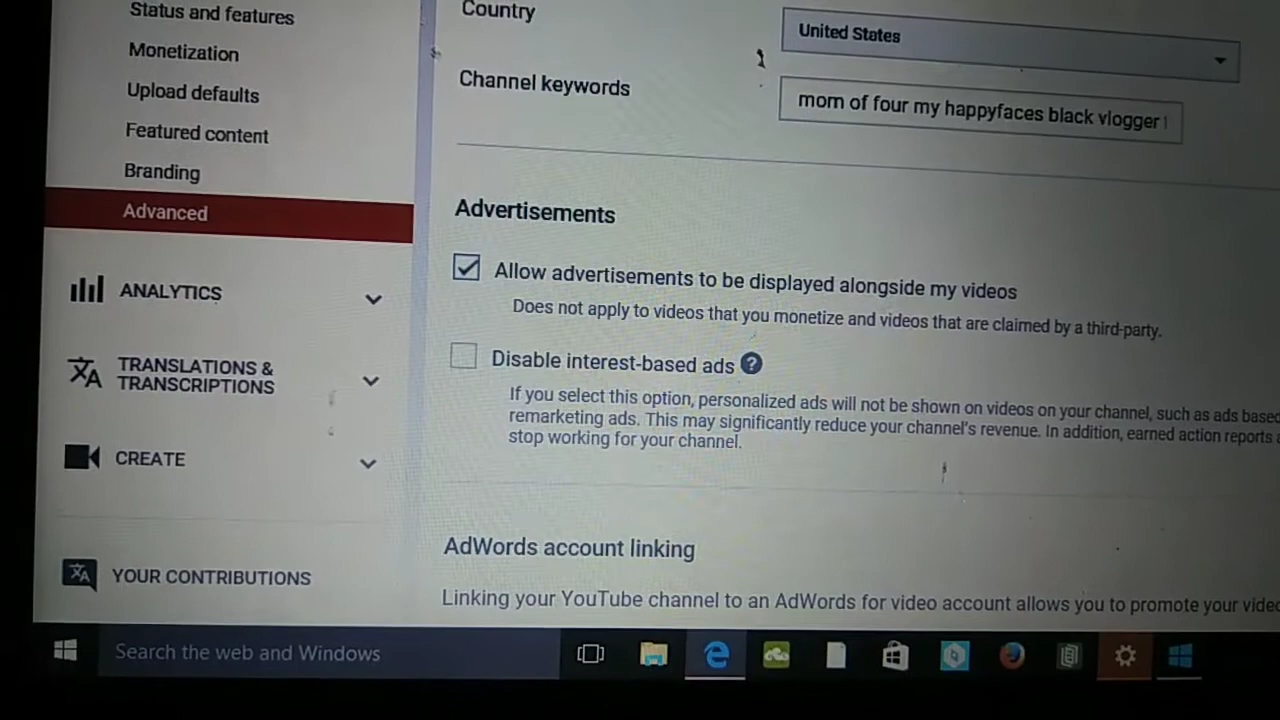 Status and features
Monetization
Upload defaults
Featured content
Branding
Advanced
ANALYTICS
TRANSLATIONS &
TRANSCRIPTIONS
CREATE
YOUR CONTRIBUTIONS
Country
United States
Channel keywords
mom of four my happyfaces black vlogger
Advertisements
Allow advertisements to be displayed alongside my videos
Does not apply to videos that you monetize and videos that are claimed by a third-party.
Disable interest-based ads ?
If you select this option, personalized ads will not be shown on videos on your channel, such as ads based
remarketing ads. This may significantly reduce your channel's revenue. In addition, earned action reports
stop working for your channel.
AdWords account linking
Linking your YouTube channel to an AdWords for video account allows you to promote your
Search the web and Windows